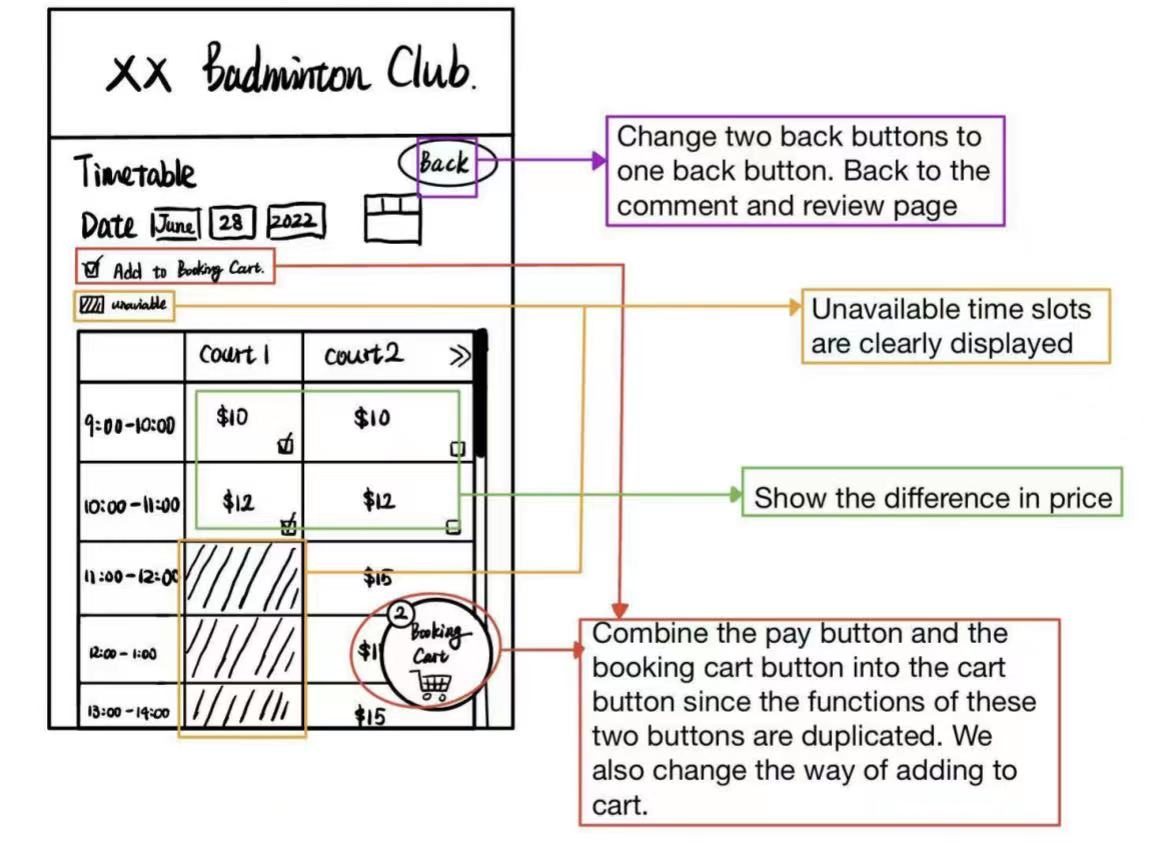 XX Badminton Club.
Timetable
Back
Date June 28 2022
Add to Booking Cart.
unaviable
Court 1 Court 2 >>
9:00-10:00 $10 $10
10:00-11:00 $12 $12
11:00-12:00 $15
12:00-1:00 $1
13:00-14:00 $15
2
Booking
Cart
Change two back buttons to
one back button. Back to the
comment and review page
Unavailable time slots
are clearly displayed
Show the difference in price
Combine the pay button and the
booking cart button into the cart
button since the functions of these
two buttons are duplicated. We
also change the way of adding to
cart.